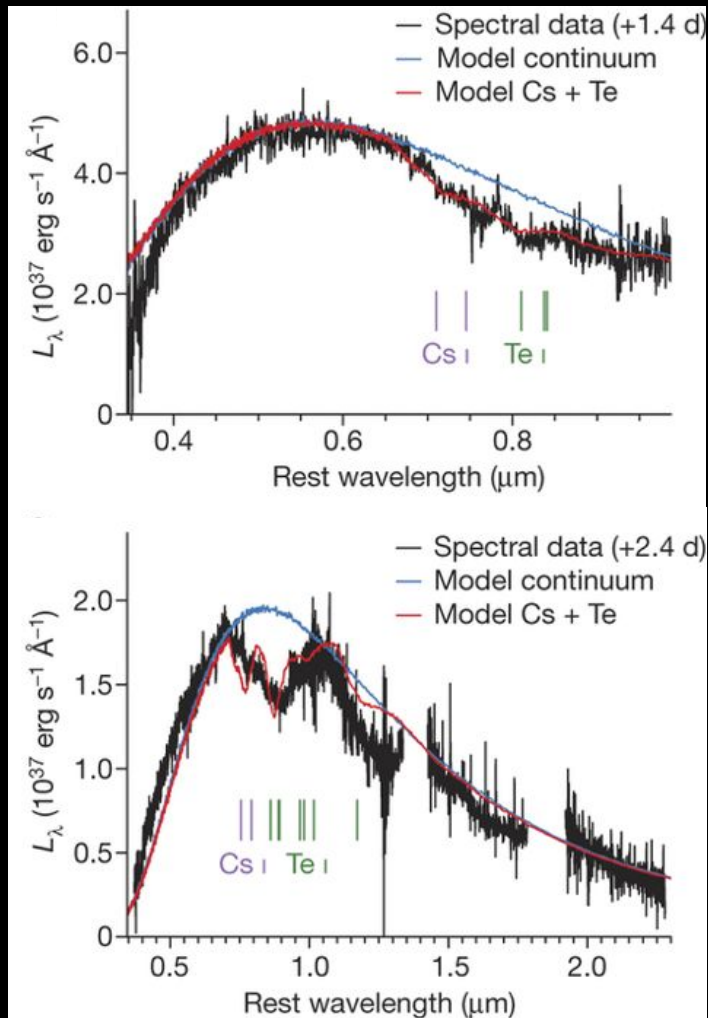 Spectral data (+1.4 d)
Model continuum
Model Cs + Te
6.0
4.0
2.0
0
Lλ (10³⁷ erg s⁻¹ Å⁻¹)
Cs ı
Te ı
0.4 0.6 0.8
Rest wavelength (μm)
Spectral data (+2.4 d)
Model continuum
Model Cs + Te
2.0
1.5
1.0
0.5
0
Lλ (10³⁷ erg s⁻¹ Å⁻¹)
Cs ı
Te ı
0.5 1.0 1.5 2.0
Rest wavelength (μm)